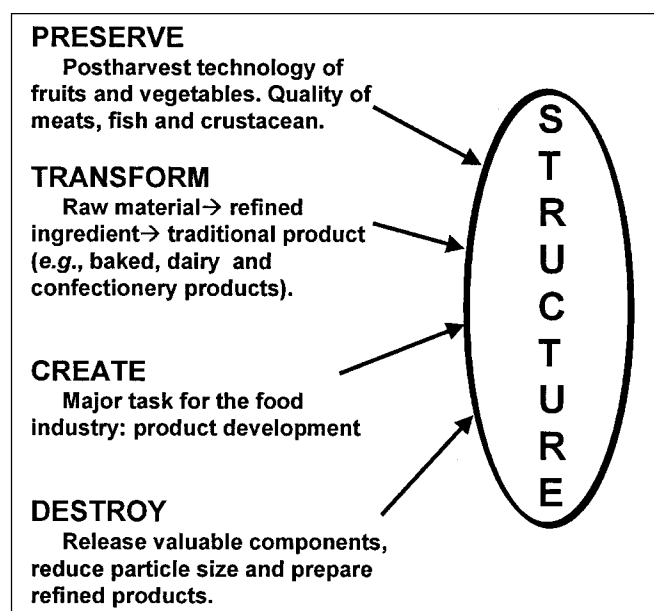 PRESERVE
Postharvest technology of
fruits and vegetables. Quality of
meats, fish and crustacean.
TRANSFORM
Raw material→ refined
ingredient→ traditional product
(e.g., baked, dairy and
confectionery products).
CREATE
Major task for the food
industry: product development
DESTROY
Release valuable components,
reduce particle size and prepare
refined products.
S
T
R
U
C
T
U
R
E